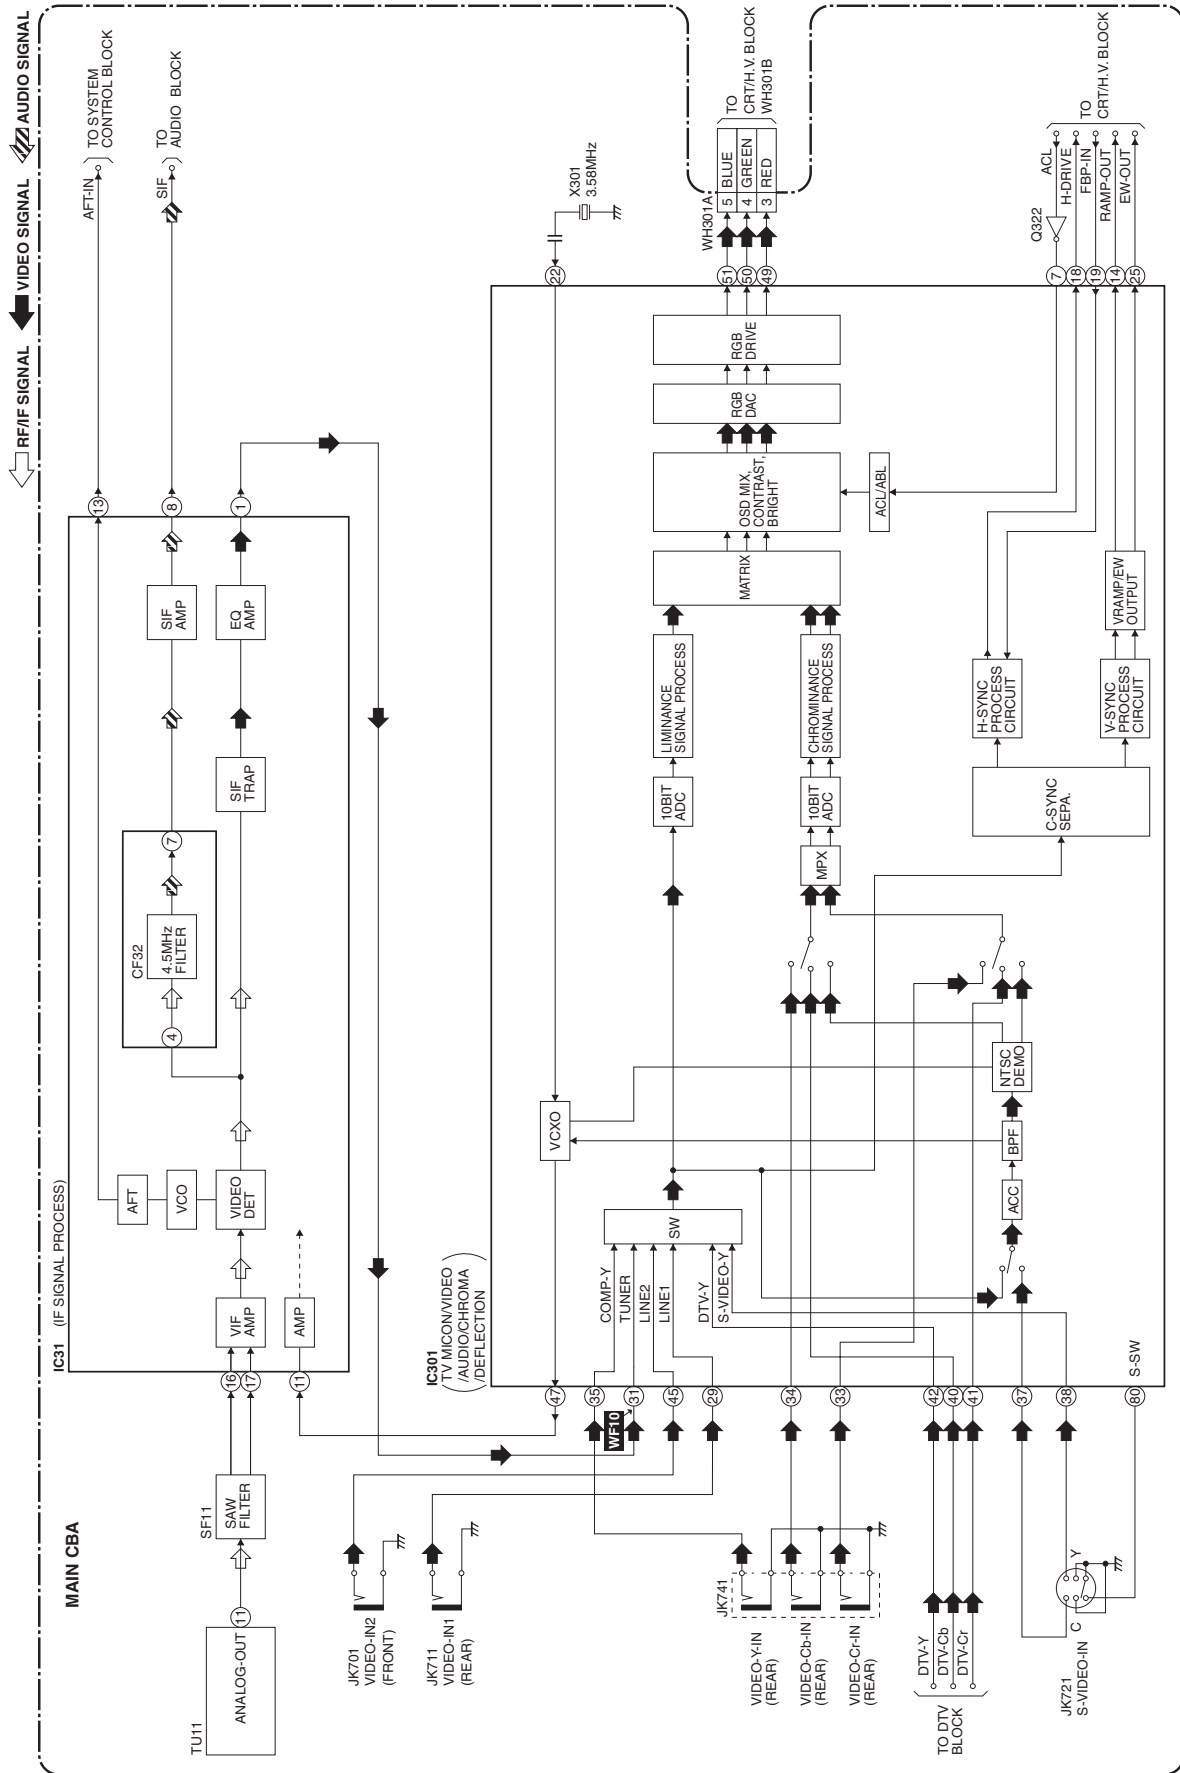 RF/IF SIGNAL
VIDEO SIGNAL
AUDIO SIGNAL
MAIN CBA
TU11
ANALOG-OUT
11
SF11
SAW
FILTER
IC31 (IF SIGNAL PROCESS)
16
17
11
VIF
AMP
AMP
VIDEO
DET
VCO
AFT
CF32
4
4.5MHz
FILTER
7
SIF
TRAP
SIF
AMP
EQ
AMP
13
8
1
AFT-IN
TO SYSTEM
CONTROL BLOCK
SIF
TO
AUDIO BLOCK
JK701
VIDEO-IN2
(FRONT)
JK711
VIDEO-IN1
(REAR)
JK741
VIDEO-Y-IN
(REAR)
VIDEO-Cb-IN
(REAR)
VIDEO-Cr-IN
(REAR)
TO DTV
BLOCK
DTV-Y
DTV-Cb
DTV-Cr
JK721
S-VIDEO-IN
C
Y
WF10
IC301
TV MICON/VIDEO
/AUDIO/CHROMA
/DEFLECTION
47
35
31
45
29
34
33
42
40
41
37
38
80
S-SW
COMP-Y
TUNER
LINE2
LINE1
DTV-Y
S-VIDEO-Y
SW
VCXO
ACC
BPF
NTSC
DEMO
MPX
10BIT
ADC
10BIT
ADC
LIMINANCE
SIGNAL PROCESS
CHROMINANCE
SIGNAL PROCESS
C-SYNC
SEPA.
H-SYNC
PROCESS
CIRCUIT
V-SYNC
PROCESS
CIRCUIT
VRAMP/EW
OUTPUT
MATRIX
OSD MIX,
CONTRAST,
BRIGHT
ACL/ABL
RGB
DAC
RGB
DRIVE
22
X301
3.58MHz
51
50
49
WH301A
5 BLUE
4 GREEN
3 RED
TO
CRT/H.V. BLOCK
WH301B
7
18
19
14
25
Q322
ACL
H-DRIVE
FBP-IN
RAMP-OUT
EW-OUT
TO
CRT/H.V. BLOCK